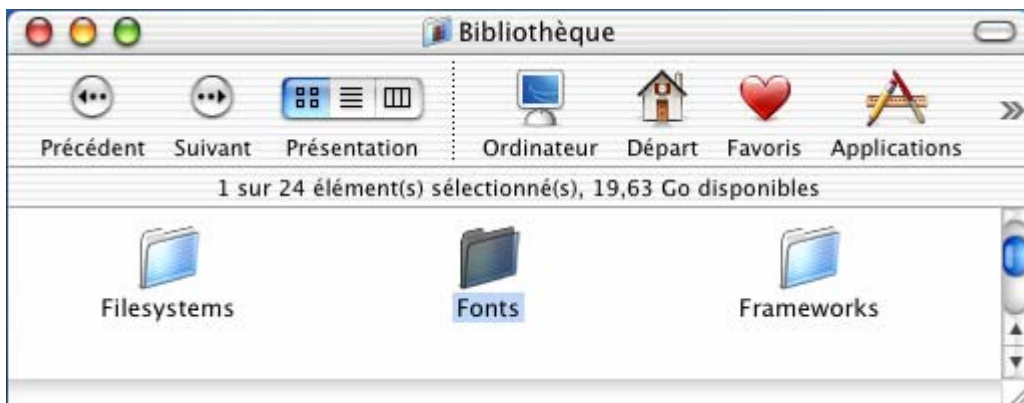 Bibliothèque
Précédent Suivant Présentation Ordinateur Départ Favoris Applications
1 sur 24 élément(s) sélectionné(s), 19,63 Go disponibles
Filesystems Fonts Frameworks